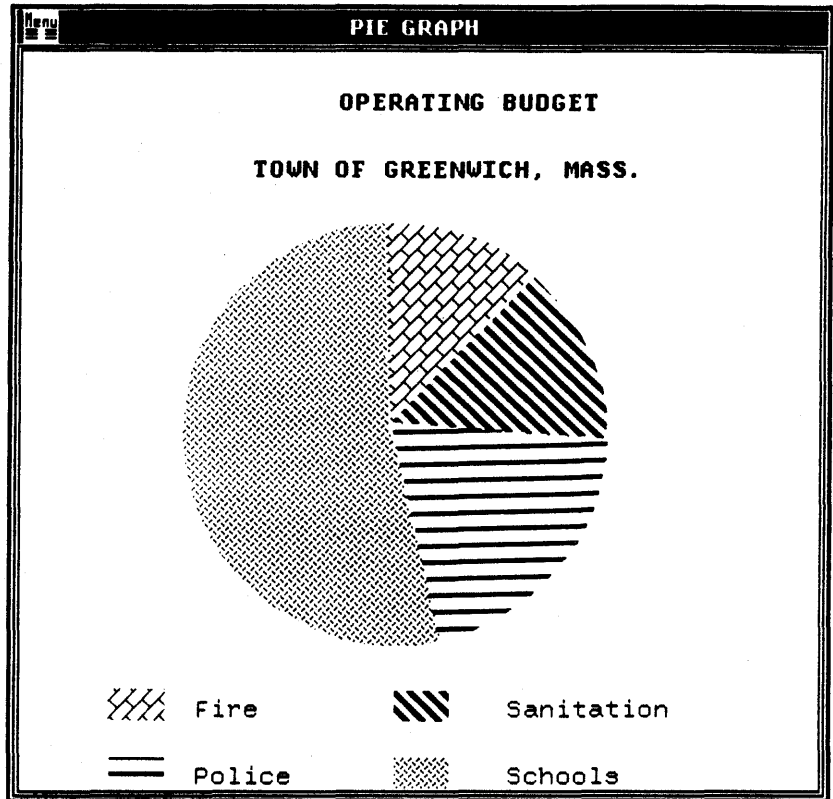 Menu
PIE GRAPH
OPERATING BUDGET
TOWN OF GREENWICH, MASS.
Fire Sanitation
Police Schools